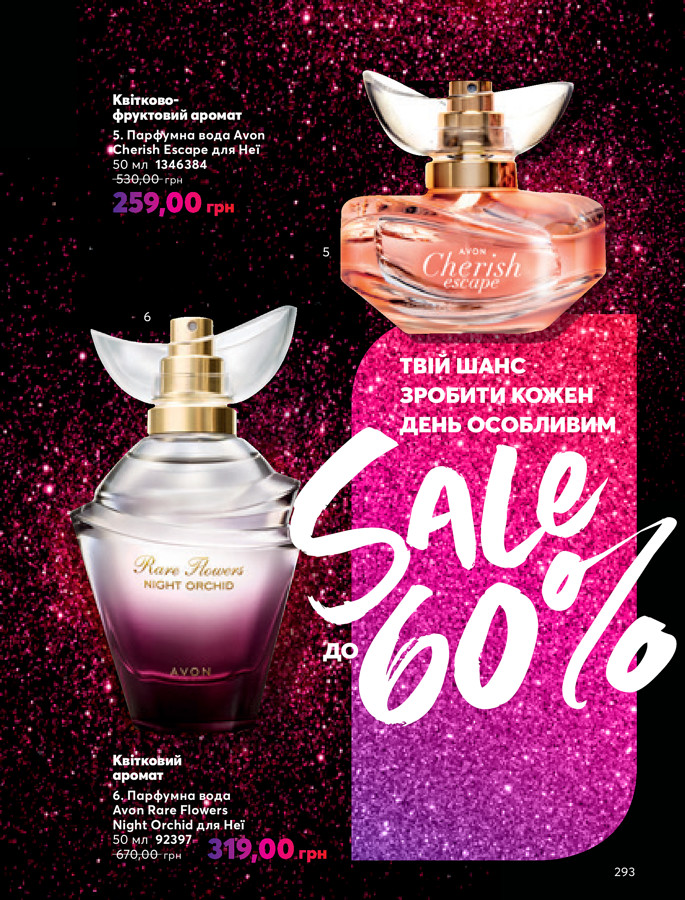 Квітково-
фруктовий аромат
5. Парфумна вода Avon
Cherish Escape для Неї
50 мл 1346384
530,00 грн
259,00 грн
5
AVON
Cherish
escape
6
ТВІЙ ШАНС
ЗРОБИТИ КОЖЕН
ДЕНЬ ОСОБЛИВИМ
SALe
ДО 60%
Rare Flowers
NIGHT ORCHID
AVON
Квітковий
аромат
6. Парфумна вода
Avon Rare Flowers
Night Orchid для Неї
50 мл 92397
670,00 грн
319,00 грн
293